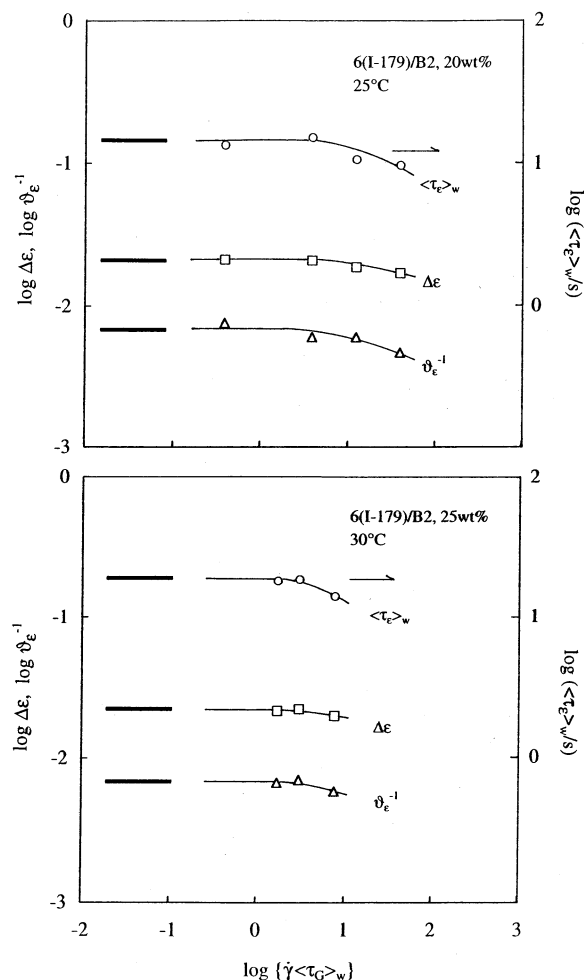 0
-1
-2
-3
log Δε, log ϑε⁻¹
2
1
0
log (<τε>w/s)
6(I-179)/B2, 20wt%
25°C
<τε>w
Δε
ϑε⁻¹
0
-1
-2
-3
log Δε, log ϑε⁻¹
2
1
0
log (<τε>w/s)
6(I-179)/B2, 25wt%
30°C
<τε>w
Δε
ϑε⁻¹
-2 -1 0 1 2 3
log {γ̇<τG>w}